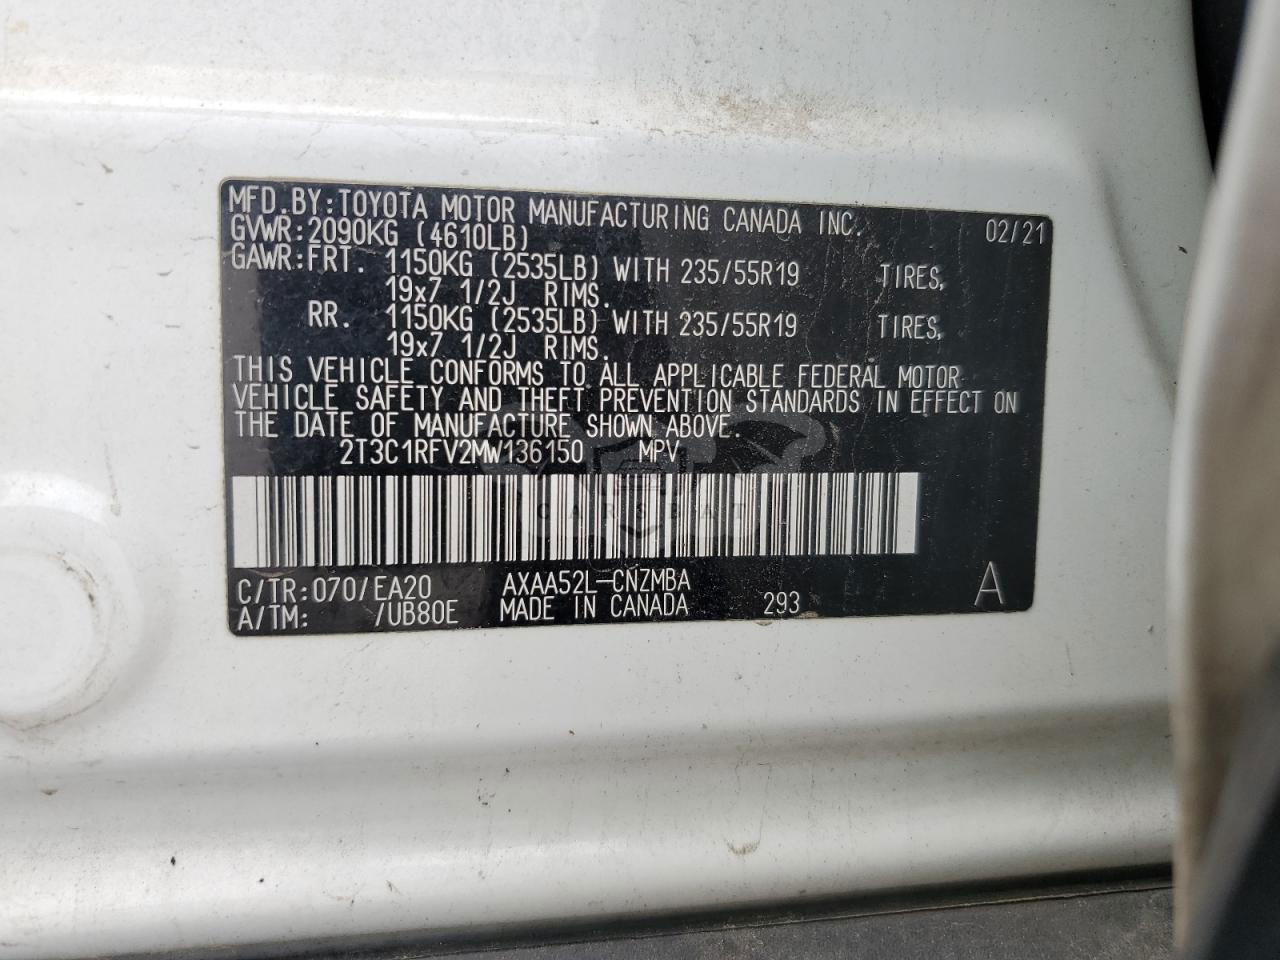 MFD.BY:TOYOTA MOTOR MANUFACTURING CANADA INC. 02/21
GVWR:2090KG (4610LB)
GAWR:FRT. 1150KG (2535LB) WITH 235/55R19 TIRES,
19x7 1/2J RIMS.
RR. 1150KG (2535LB) WITH 235/55R19 TIRES,
19x7 1/2J RIMS.
THIS VEHICLE CONFORMS TO ALL APPLICABLE FEDERAL MOTOR
VEHICLE SAFETY AND THEFT PREVENTION STANDARDS IN EFFECT ON
THE DATE OF MANUFACTURE SHOWN ABOVE.
2T3C1RFV2MW136150 MPV
CARSBAT
C/TR:070/EA20 AXAA52L-CNZMBA
A/TM: /UB80E MADE IN CANADA 293 A